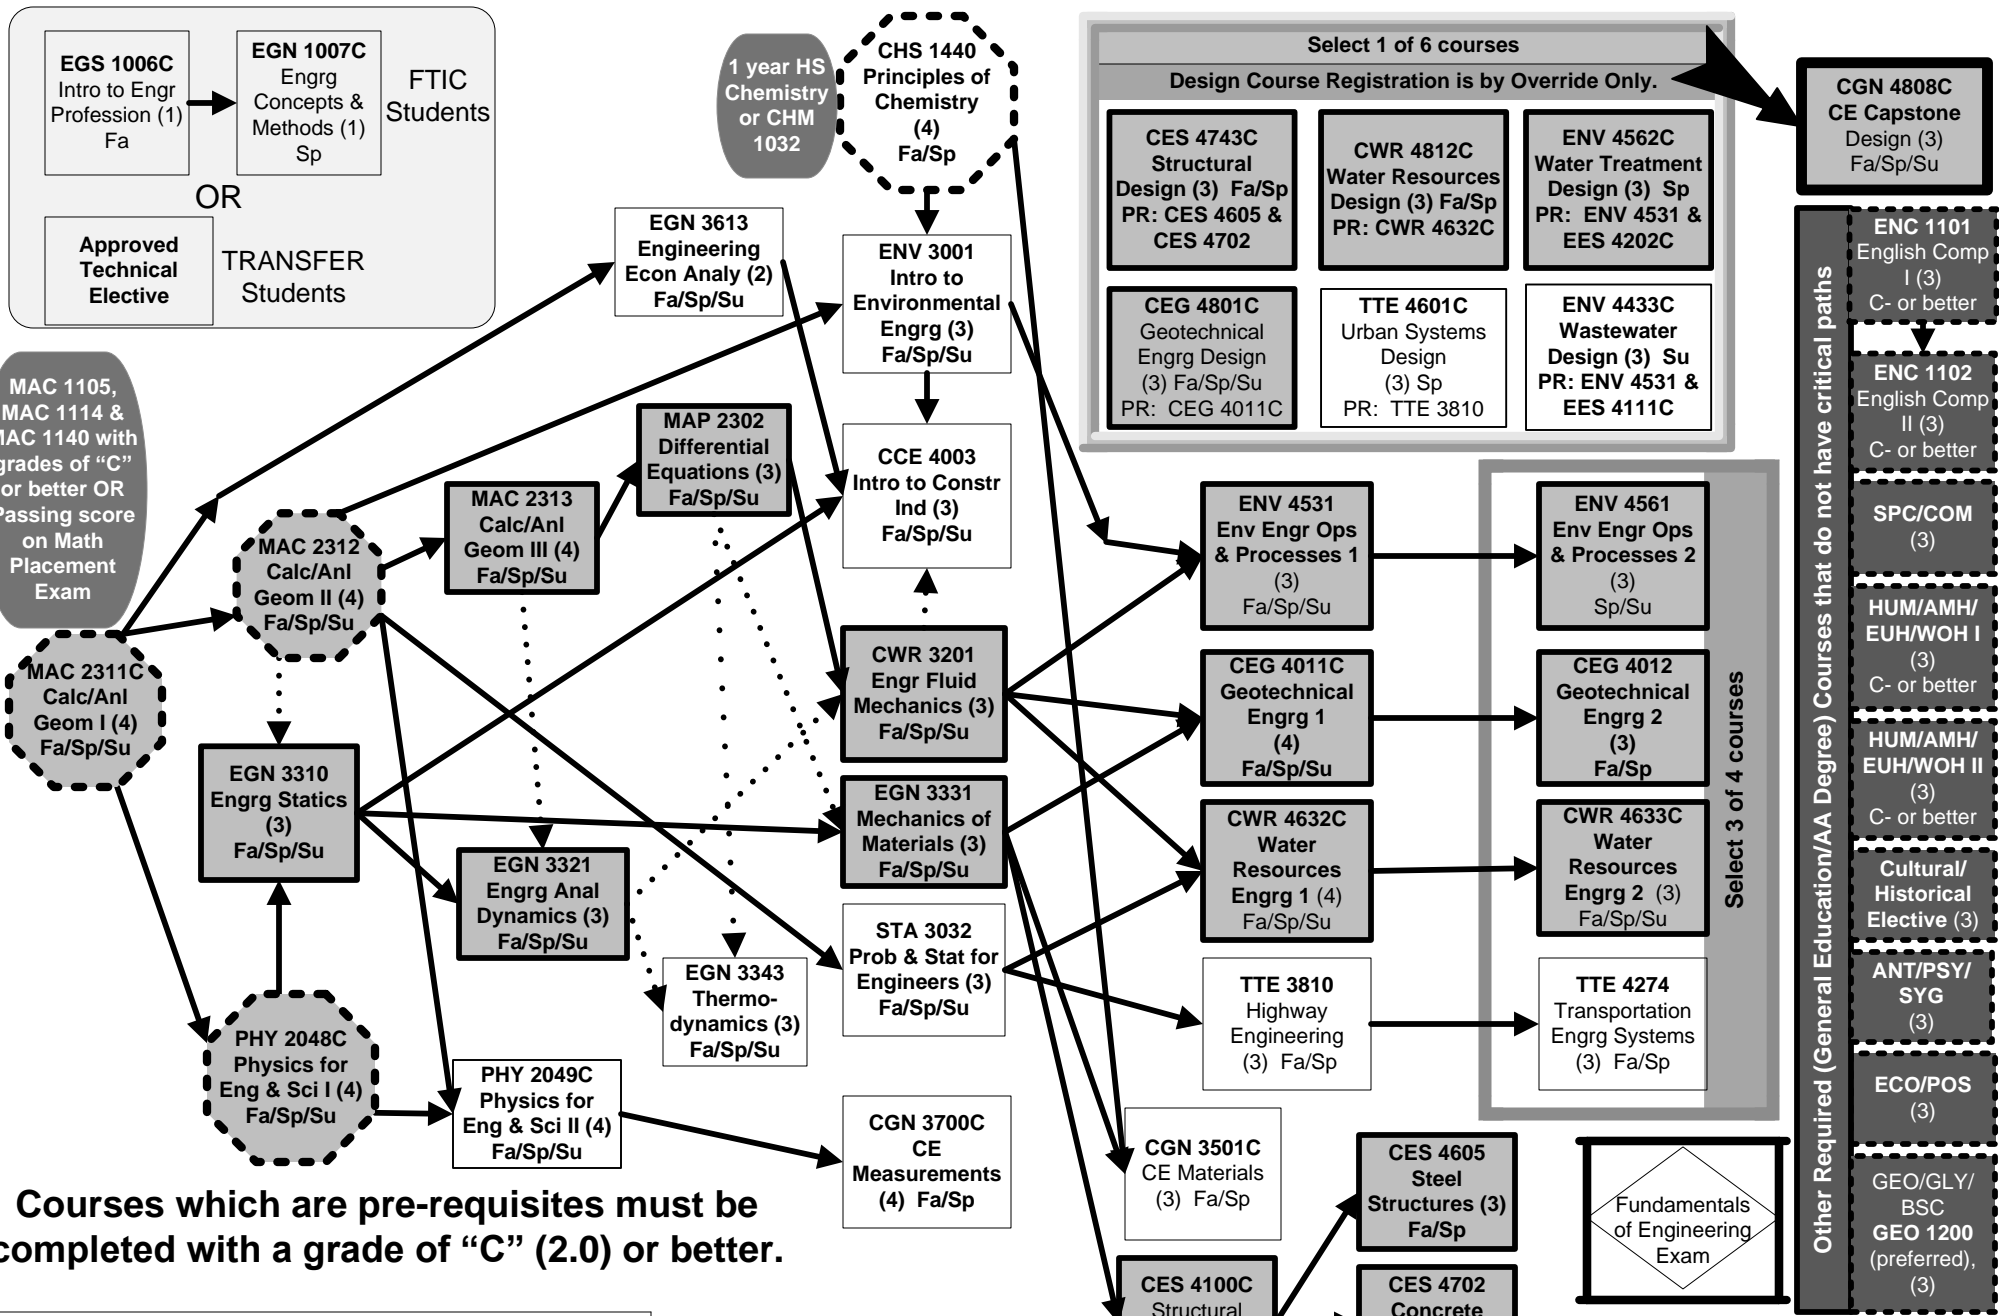 EGS 1006C
Intro to Engr
Profession (1)
Fa
EGN 1007C
Engrg
Concepts &
Methods (1)
Sp
FTIC
Students
OR
Approved
Technical
Elective
TRANSFER
Students
1 year HS
Chemistry
or CHM
1032
CHS 1440
Principles of
Chemistry
(4)
Fa/Sp
Select 1 of 6 courses
Design Course Registration is by Override Only.
CES 4743C
Structural
Design (3) Fa/Sp
PR: CES 4605 &
CES 4702
CWR 4812C
Water Resources
Design (3) Fa/Sp
PR: CWR 4632C
ENV 4562C
Water Treatment
Design (3) Sp
PR: ENV 4531 &
EES 4202C
CEG 4801C
Geotechnical
Engrg Design
(3) Fa/Sp/Su
PR: CEG 4011C
TTE 4601C
Urban Systems
Design
(3) Sp
PR: TTE 3810
ENV 4433C
Wastewater
Design (3) Su
PR: ENV 4531 &
EES 4111C
CGN 4808C
CE Capstone
Design (3)
Fa/Sp/Su
EGN 3613
Engineering
Econ Analy (2)
Fa/Sp/Su
ENV 3001
Intro to
Environmental
Engrg (3)
Fa/Sp/Su
MAC 1105,
MAC 1114 &
MAC 1140 with
grades of “C”
or better OR
Passing score
on Math
Placement
Exam
MAC 2311C
Calc/Anl
Geom I (4)
Fa/Sp/Su
MAC 2312
Calc/Anl
Geom II (4)
Fa/Sp/Su
MAC 2313
Calc/Anl
Geom III (4)
Fa/Sp/Su
MAP 2302
Differential
Equations (3)
Fa/Sp/Su
CCE 4003
Intro to Constr
Ind (3)
Fa/Sp/Su
EGN 3310
Engrg Statics
(3)
Fa/Sp/Su
EGN 3321
Engrg Anal
Dynamics (3)
Fa/Sp/Su
EGN 3343
Thermo-
dynamics (3)
Fa/Sp/Su
CWR 3201
Engr Fluid
Mechanics (3)
Fa/Sp/Su
EGN 3331
Mechanics of
Materials (3)
Fa/Sp/Su
STA 3032
Prob & Stat for
Engineers (3)
Fa/Sp/Su
PHY 2048C
Physics for
Eng & Sci I (4)
Fa/Sp/Su
PHY 2049C
Physics for
Eng & Sci II (4)
Fa/Sp/Su
CGN 3700C
CE
Measurements
(4) Fa/Sp
ENV 4531
Env Engr Ops
& Processes 1
(3)
Fa/Sp/Su
ENV 4561
Env Engr Ops
& Processes 2
(3)
Sp/Su
CEG 4011C
Geotechnical
Engrg 1
(4)
Fa/Sp/Su
CEG 4012
Geotechnical
Engrg 2
(3)
Fa/Sp
CWR 4632C
Water
Resources
Engrg 1 (4)
Fa/Sp/Su
CWR 4633C
Water
Resources
Engrg 2 (3)
Fa/Sp/Su
TTE 3810
Highway
Engineering
(3) Fa/Sp
TTE 4274
Transportation
Engrg Systems
(3) Fa/Sp
Select 3 of 4 courses
CGN 3501C
CE Materials
(3) Fa/Sp
CES 4605
Steel
Structures (3)
Fa/Sp
CES 4100C
Structural
CES 4702
Concrete
Fundamentals
of Engineering
Exam
Courses which are pre-requisites must be
completed with a grade of “C” (2.0) or better.
Other Required (General Education/AA Degree) Courses that do not have critical paths
ENC 1101
English Comp
I (3)
C- or better
ENC 1102
English Comp
II (3)
C- or better
SPC/COM
(3)
HUM/AMH/
EUH/WOH I
(3)
C- or better
HUM/AMH/
EUH/WOH II
(3)
C- or better
Cultural/
Historical
Elective (3)
ANT/PSY/
SYG
(3)
ECO/POS
(3)
GEO/GLY/
BSC
GEO 1200
(preferred),
(3)